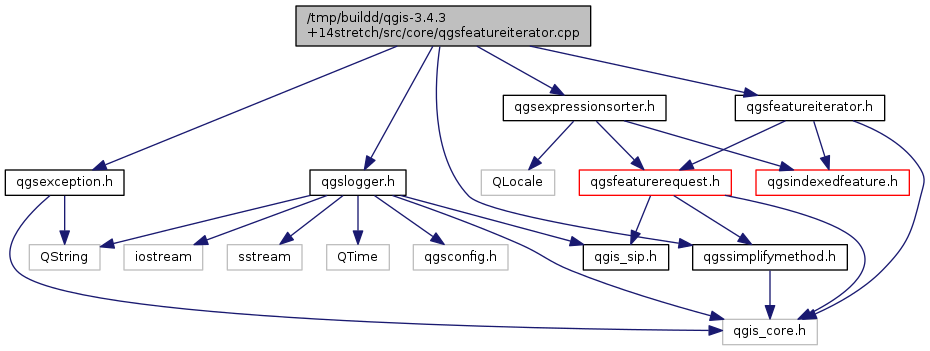 /tmp/buildd/qgis-3.4.3
+14stretch/src/core/qgsfeatureiterator.cpp
qgsexpressionsorter.h
qgsfeatureiterator.h
qgsexception.h
qgslogger.h
QLocale
qgsfeaturerequest.h
qgsindexedfeature.h
QString
iostream
sstream
QTime
qgsconfig.h
qgis_sip.h
qgssimplifymethod.h
qgis_core.h